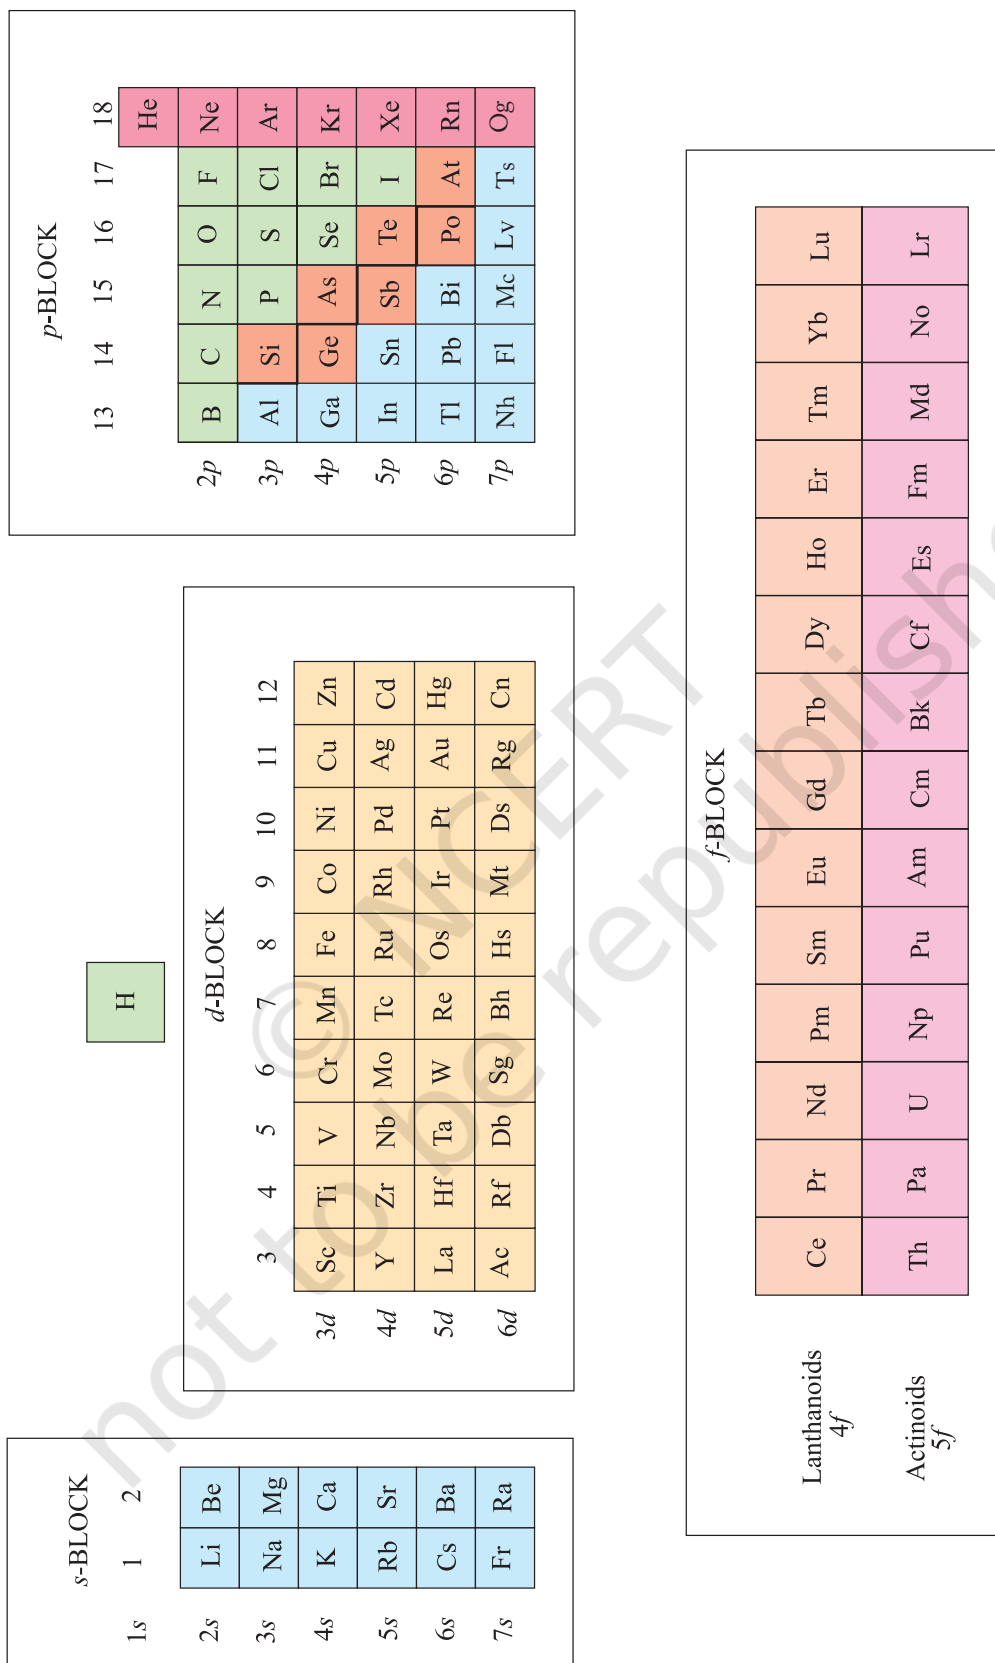 s-BLOCK
1 2
1s
2s Li Be
3s Na Mg
4s K Ca
5s Rb Sr
6s Cs Ba
7s Fr Ra
H
d-BLOCK
3 4 5 6 7 8 9 10 11 12
3d Sc Ti V Cr Mn Fe Co Ni Cu Zn
4d Y Zr Nb Mo Tc Ru Rh Pd Ag Cd
5d La Hf Ta W Re Os Ir Pt Au Hg
6d Ac Rf Db Sg Bh Hs Mt Ds Rg Cn
p-BLOCK
13 14 15 16 17 18
He
2p B C N O F Ne
3p Al Si P S Cl Ar
4p Ga Ge As Se Br Kr
5p In Sn Sb Te I Xe
6p Tl Pb Bi Po At Rn
7p Nh Fl Mc Lv Ts Og
f-BLOCK
Lanthanoids
4f
Ce Pr Nd Pm Sm Eu Gd Tb Dy Ho Er Tm Yb Lu
Actinoids
5f
Th Pa U Np Pu Am Cm Bk Cf Es Fm Md No Lr
© NCERT
not to be